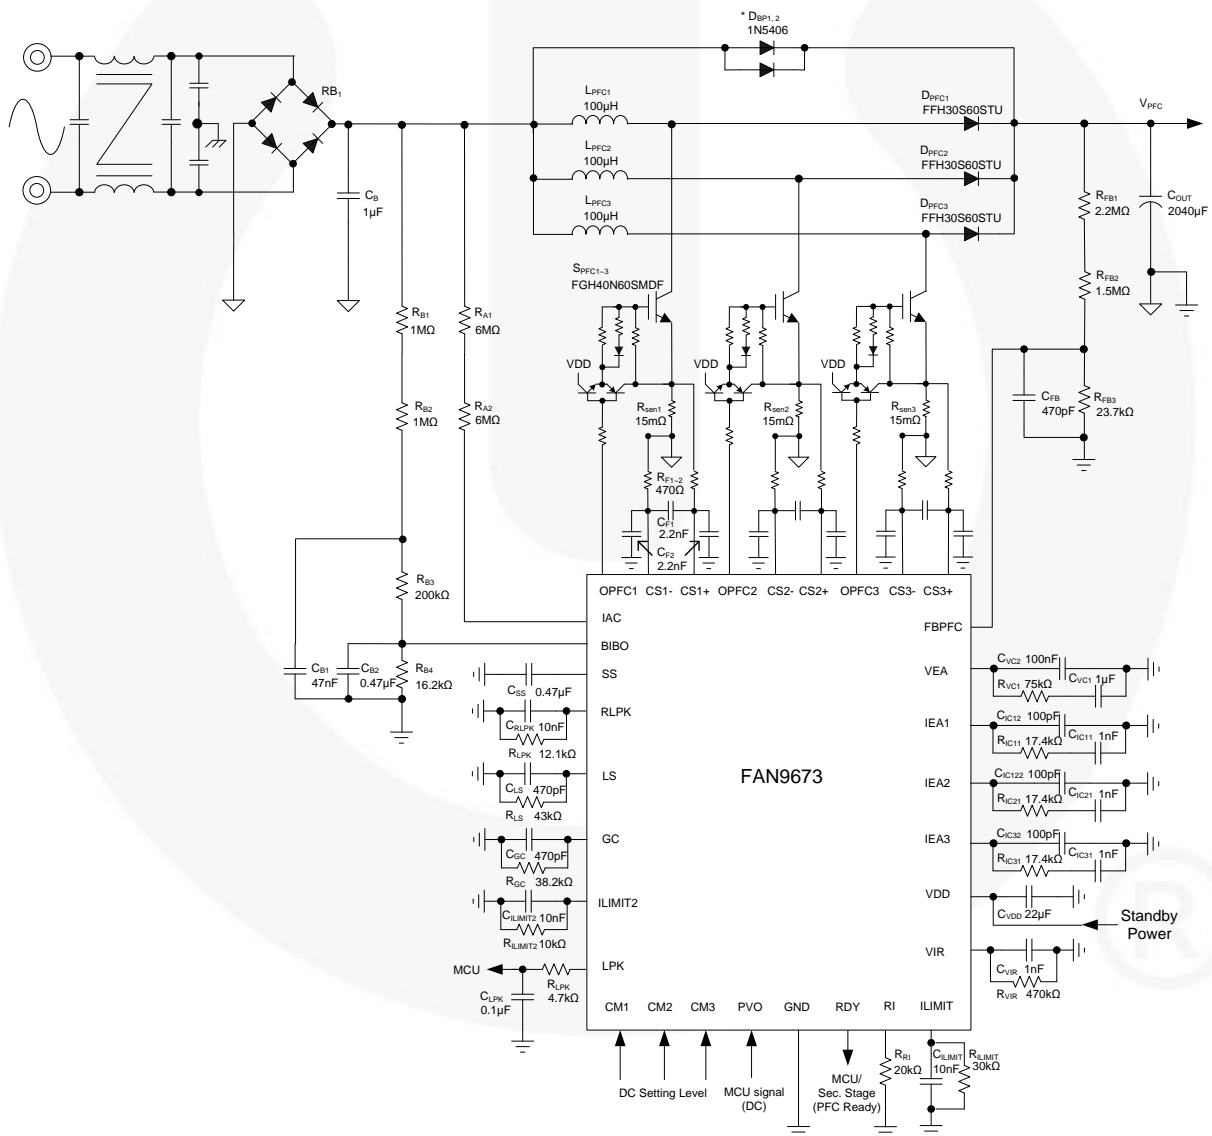 * DBP1, 2
1N5406
RB1
LPFC1
100µH
DPFC1
FFH30S60STU
VPFC
LPFC2
100µH
DPFC2
FFH30S60STU
CB
1µF
LPFC3
100µH
DPFC3
FFH30S60STU
RFB1
2.2MΩ
COUT
2040µF
SPFC1~3
FGH40N60SMDF
RFB2
1.5MΩ
RB1
1MΩ
RA1
6MΩ
VDD
VDD
VDD
RB2
1MΩ
RA2
6MΩ
Rsen1
15mΩ
Rsen2
15mΩ
Rsen3
15mΩ
CFB
470pF
RFB3
23.7kΩ
RF1~2
470Ω
CF1
2.2nF
CF2
2.2nF
OPFC1 CS1- CS1+ OPFC2 CS2- CS2+ OPFC3 CS3- CS3+
RB3
200kΩ
IAC
FBPFC
BIBO
CB1
47nF
CB2
0.47µF
RB4
16.2kΩ
SS
CSS 0.47µF
VEA
CVC2 100nF
CVC1 1µF
RVC1 75kΩ
RLPK
CRLPK 10nF
RLPK 12.1kΩ
IEA1
CIC12 100pF
CIC11 1nF
RIC11 17.4kΩ
LS
CLS 470pF
RLS 43kΩ
FAN9673
IEA2
CIC122 100pF
CIC21 1nF
RIC21 17.4kΩ
GC
CGC 470pF
RGC 38.2kΩ
IEA3
CIC32 100pF
CIC31 1nF
RIC31 17.4kΩ
ILIMIT2
CILIMIT2 10nF
RILIMIT2 10kΩ
VDD
CVDD 22µF
Standby
Power
VIR
CVIR 1nF
RVIR 470kΩ
MCU
LPK
RLPK
4.7kΩ
CLPK
0.1µF
CM1 CM2 CM3 PVO GND RDY RI ILIMIT
RRI
20kΩ
CILIMIT
10nF
RILIMIT
30kΩ
DC Setting Level
MCU signal
(DC)
MCU/
Sec. Stage
(PFC Ready)
®